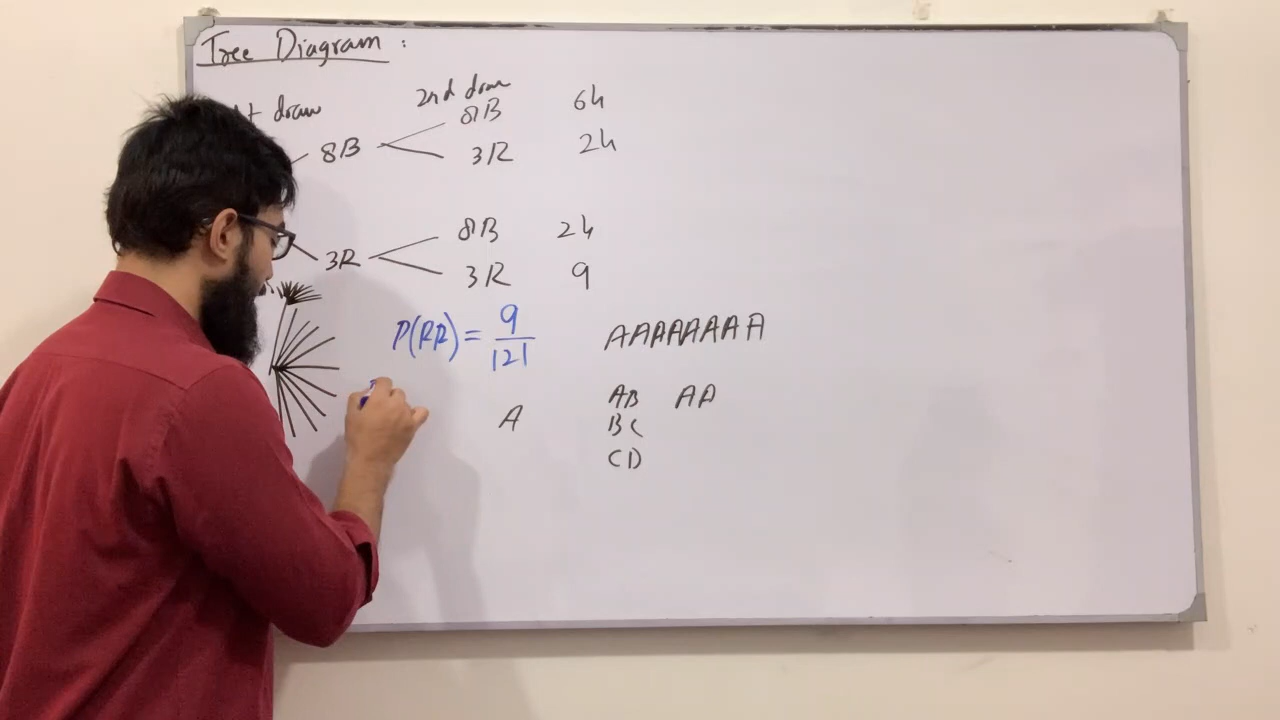 Tree Diagram :
draw
2nd draw
8B
8B
64
3R
24
3R
8B
24
3R
9
P(RR) = 9/121
AAAAAAAA
A
AB AA
BC
CD